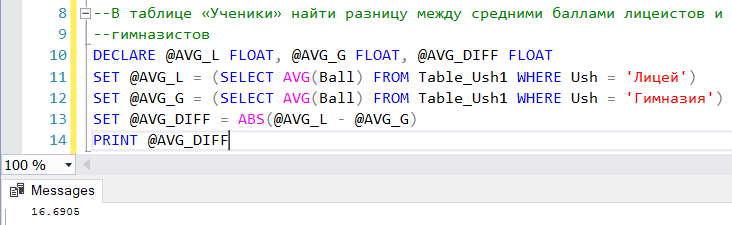 8 --В таблице «Ученики» найти разницу между средними баллами лицеистов и
9 --гимназистов
10 DECLARE @AVG_L FLOAT, @AVG_G FLOAT, @AVG_DIFF FLOAT
11 SET @AVG_L = (SELECT AVG(Ball) FROM Table_Ush1 WHERE Ush = 'Лицей')
12 SET @AVG_G = (SELECT AVG(Ball) FROM Table_Ush1 WHERE Ush = 'Гимназия')
13 SET @AVG_DIFF = ABS(@AVG_L - @AVG_G)
14 PRINT @AVG_DIFF
100 %
Messages
16.6905